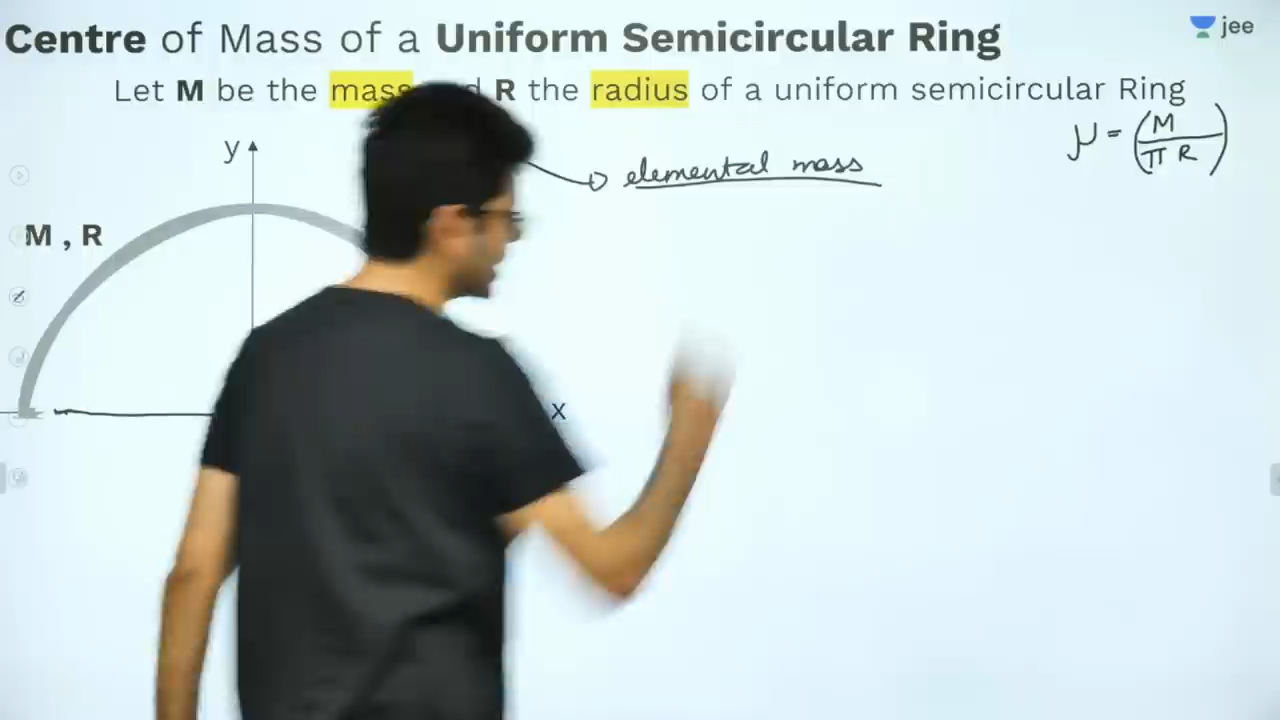 Centre of Mass of a Uniform Semicircular Ring
jee
Let M be the mass R the radius of a uniform semicircular Ring
μ = (M / π R)
y
elemental mass
M , R
x